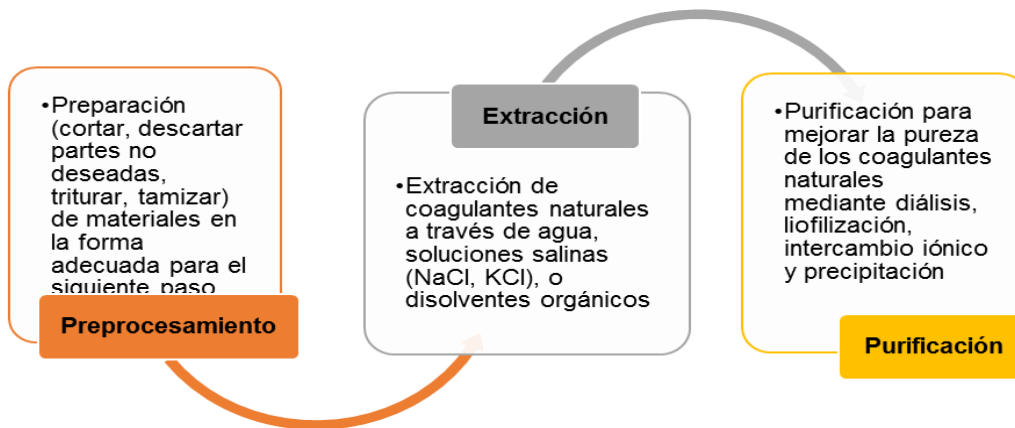 •Preparación
(cortar, descartar
partes no
deseadas,
triturar, tamizar)
de materiales en
la forma
adecuada para el
siguiente paso
Preprocesamiento
Extracción
•Extracción de
coagulantes naturales
a través de agua,
soluciones salinas
(NaCl, KCl), o
disolventes orgánicos
•Purificación para
mejorar la pureza
de los coagulantes
naturales
mediante diálisis,
liofilización,
intercambio iónico
y precipitación
Purificación